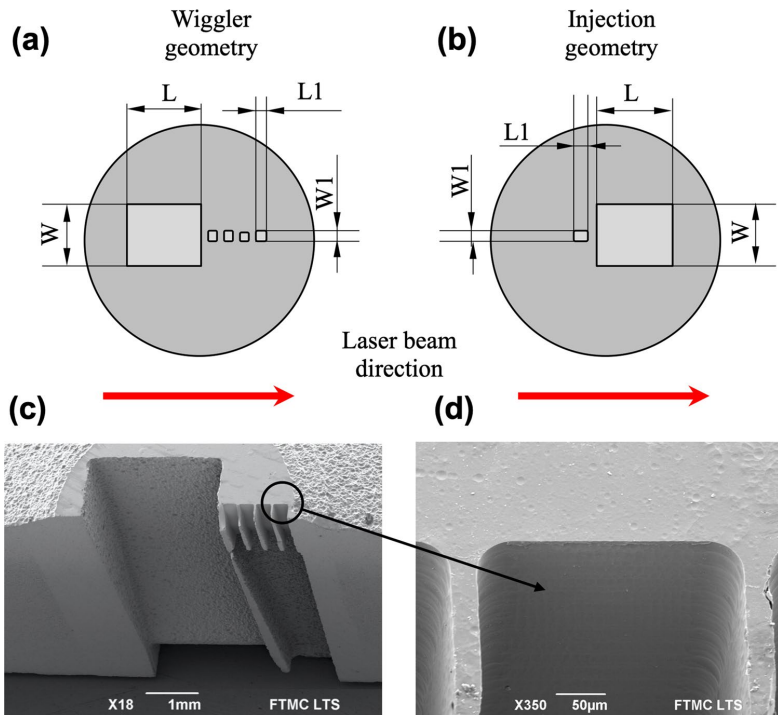 (a)
Wiggler
geometry
L
L1
W
W1
(b)
Injection
geometry
L
L1
W1
W
Laser beam
direction
(c)
X18 1mm FTMC LTS
(d)
X350 50µm FTMC LTS